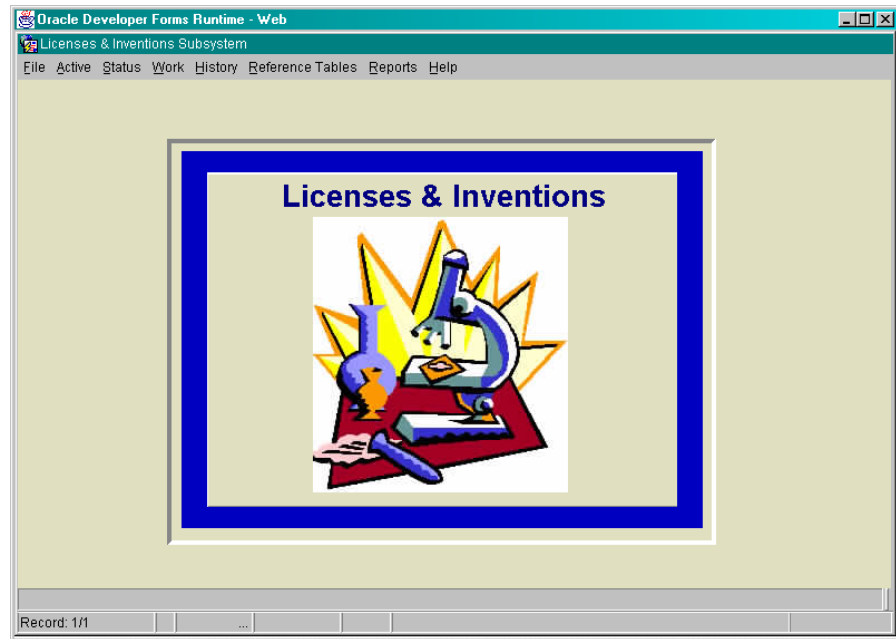 Oracle Developer Forms Runtime - Web
Licenses & Inventions Subsystem
File Active Status Work History Reference Tables Reports Help
Licenses & Inventions
Record: 1/1 ...